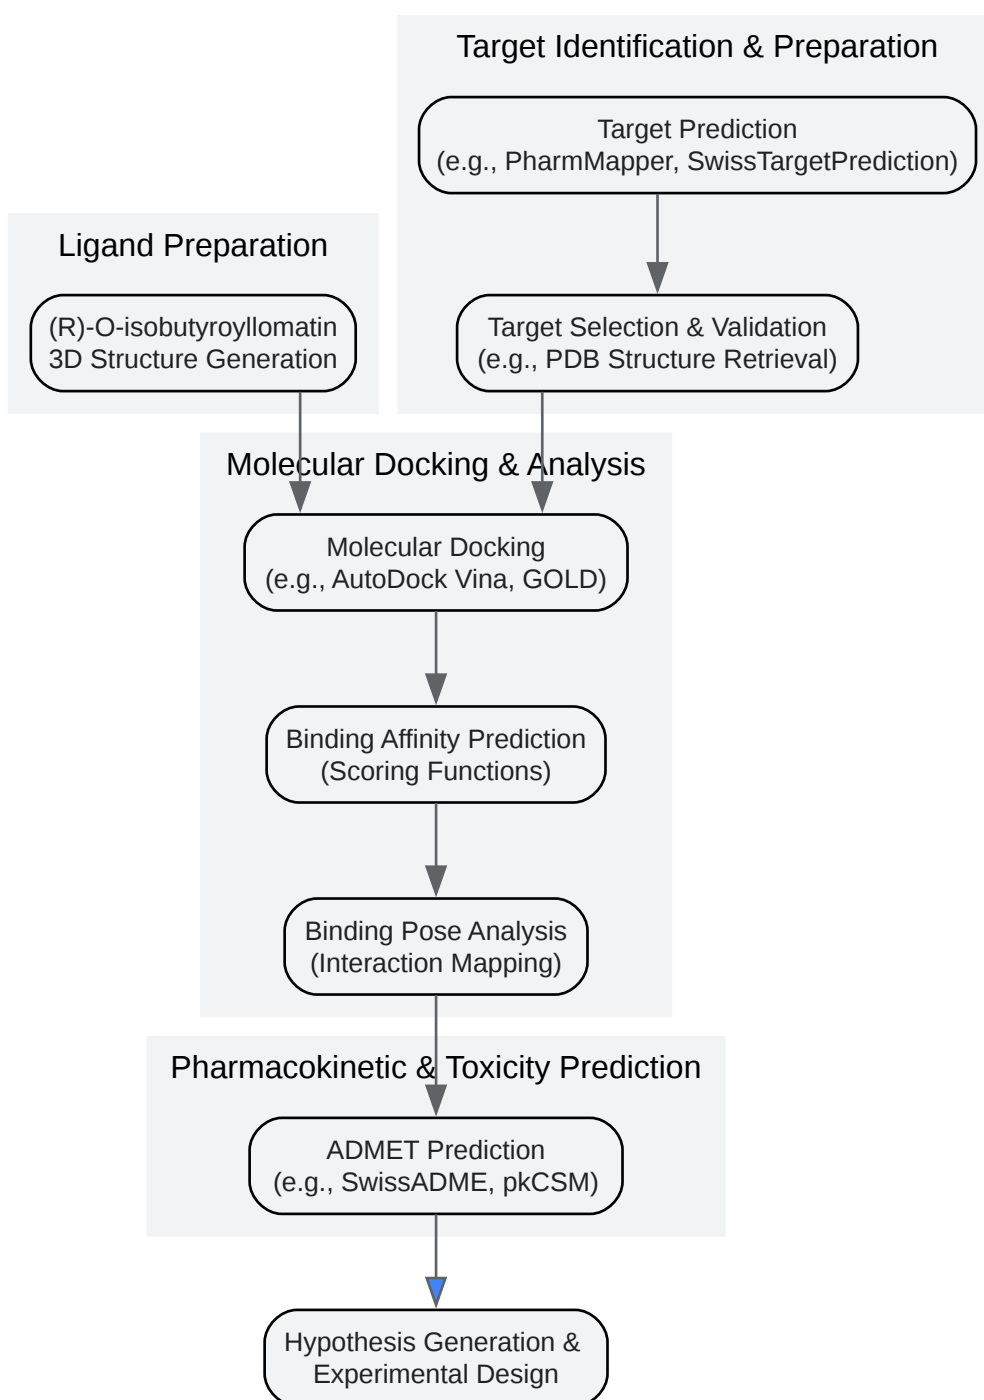 Target Identification & Preparation
Target Prediction
(e.g., PharmMapper, SwissTargetPrediction)
Ligand Preparation
(R)-O-isobutyroyllomatin
3D Structure Generation
Target Selection & Validation
(e.g., PDB Structure Retrieval)
Molecular Docking & Analysis
Molecular Docking
(e.g., AutoDock Vina, GOLD)
Binding Affinity Prediction
(Scoring Functions)
Binding Pose Analysis
(Interaction Mapping)
Pharmacokinetic & Toxicity Prediction
ADMET Prediction
(e.g., SwissADME, pkCSM)
Hypothesis Generation &
Experimental Design